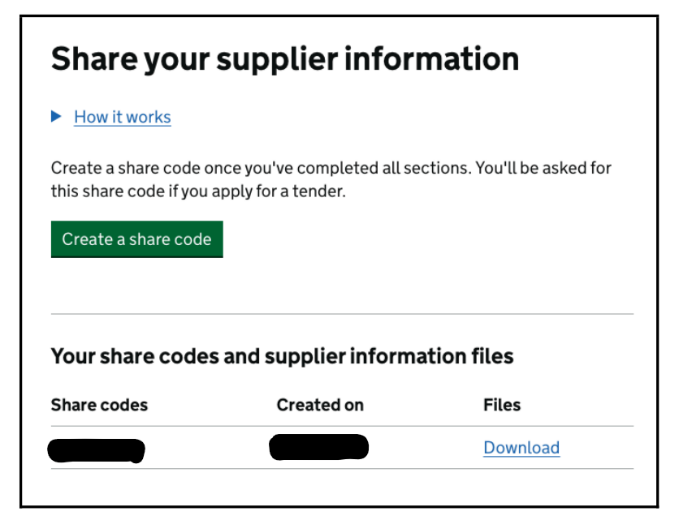 Share your supplier information
How it works
Create a share code once you've completed all sections. You'll be asked for
this share code if you apply for a tender.
Create a share code
Your share codes and supplier information files
Share codes Created on Files
Download